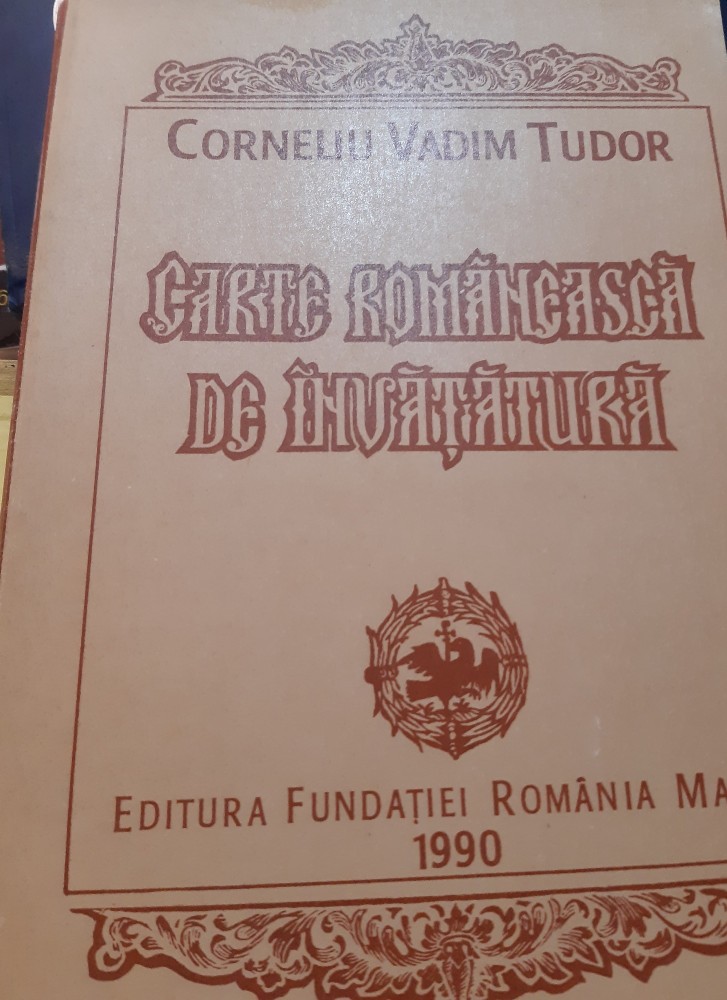 CORNELIU VADIM TUDOR
CARTE ROMÂNEASCĂ
DE ÎNVĂȚĂTURĂ
EDITURA FUNDAȚIEI ROMÂNIA MA
1990